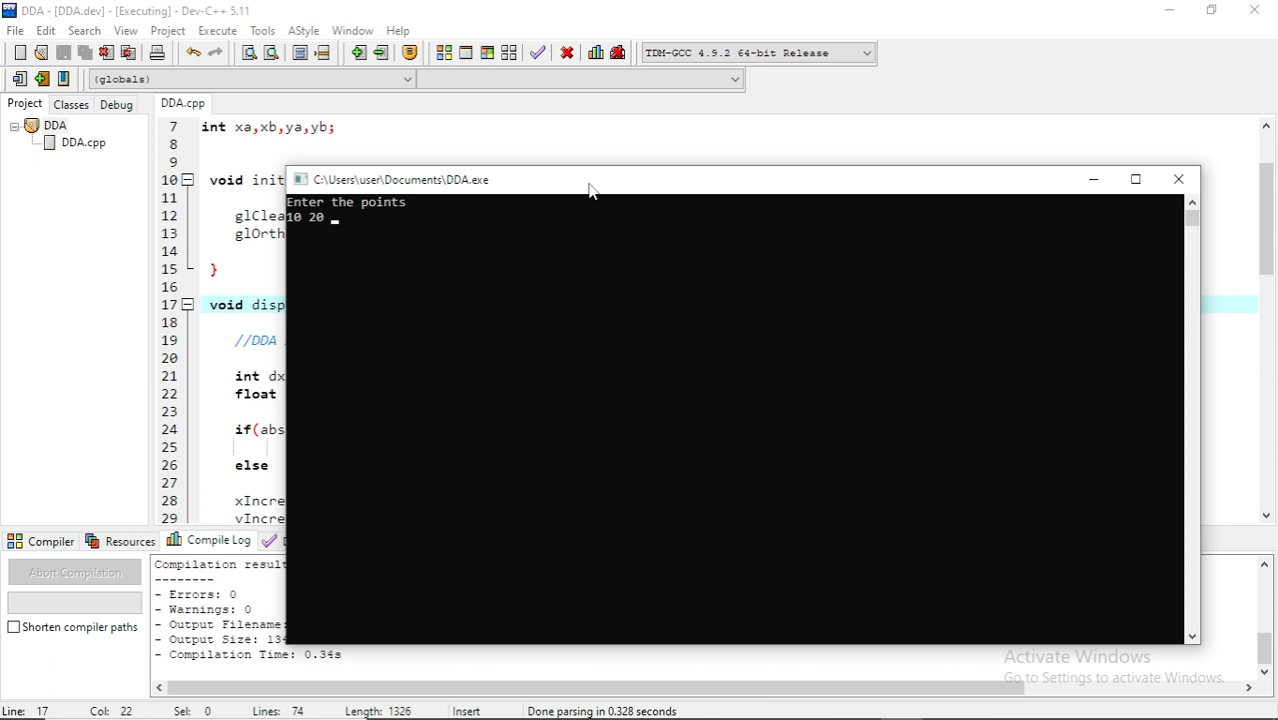 DDA - [DDA.dev] - [Executing] - Dev-C++ 5.11
File Edit Search View Project Execute Tools AStyle Window Help
TDM-GCC 4.9.2 64-bit Release
(globals)
Project Classes Debug DDA.cpp
DDA
DDA.cpp
7 int xa,xb,ya,yb;
8
9
10 void init
11
12 glClea
13 glOrth
14
15 }
16
17 void disp
18
19 //DDA
20
21 int dx
22 float
23
24 if(abs
25
26 else
27
28 xIncre
29 yIncre
C:\Users\user\Documents\DDA.exe
Enter the points
10 20
Compiler Resources Compile Log
Abort Compilation
Shorten compiler paths
Compilation result
--------
- Errors: 0
- Warnings: 0
- Output Filename:
- Output Size: 13
- Compilation Time: 0.34s
Activate Windows
Go to Settings to activate Windows.
Line: 17 Col: 22 Sel: 0 Lines: 74 Length: 1326 Insert Done parsing in 0.328 seconds